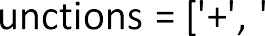 unctions = ['+', '